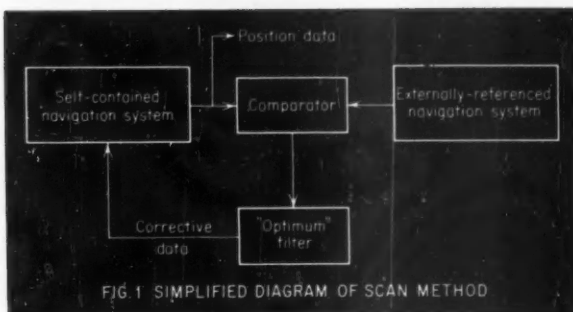 Position data
Self-contained
navigation system
Comparator
Externally-referenced
navigation system
Corrective
data
"Optimum"
filter
FIG. 1 SIMPLIFIED DIAGRAM OF SCAN METHOD